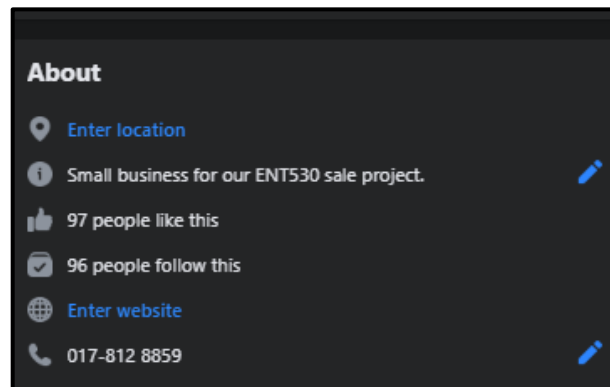 About
Enter location
Small business for our ENT530 sale project.
97 people like this
96 people follow this
Enter website
017-812 8859